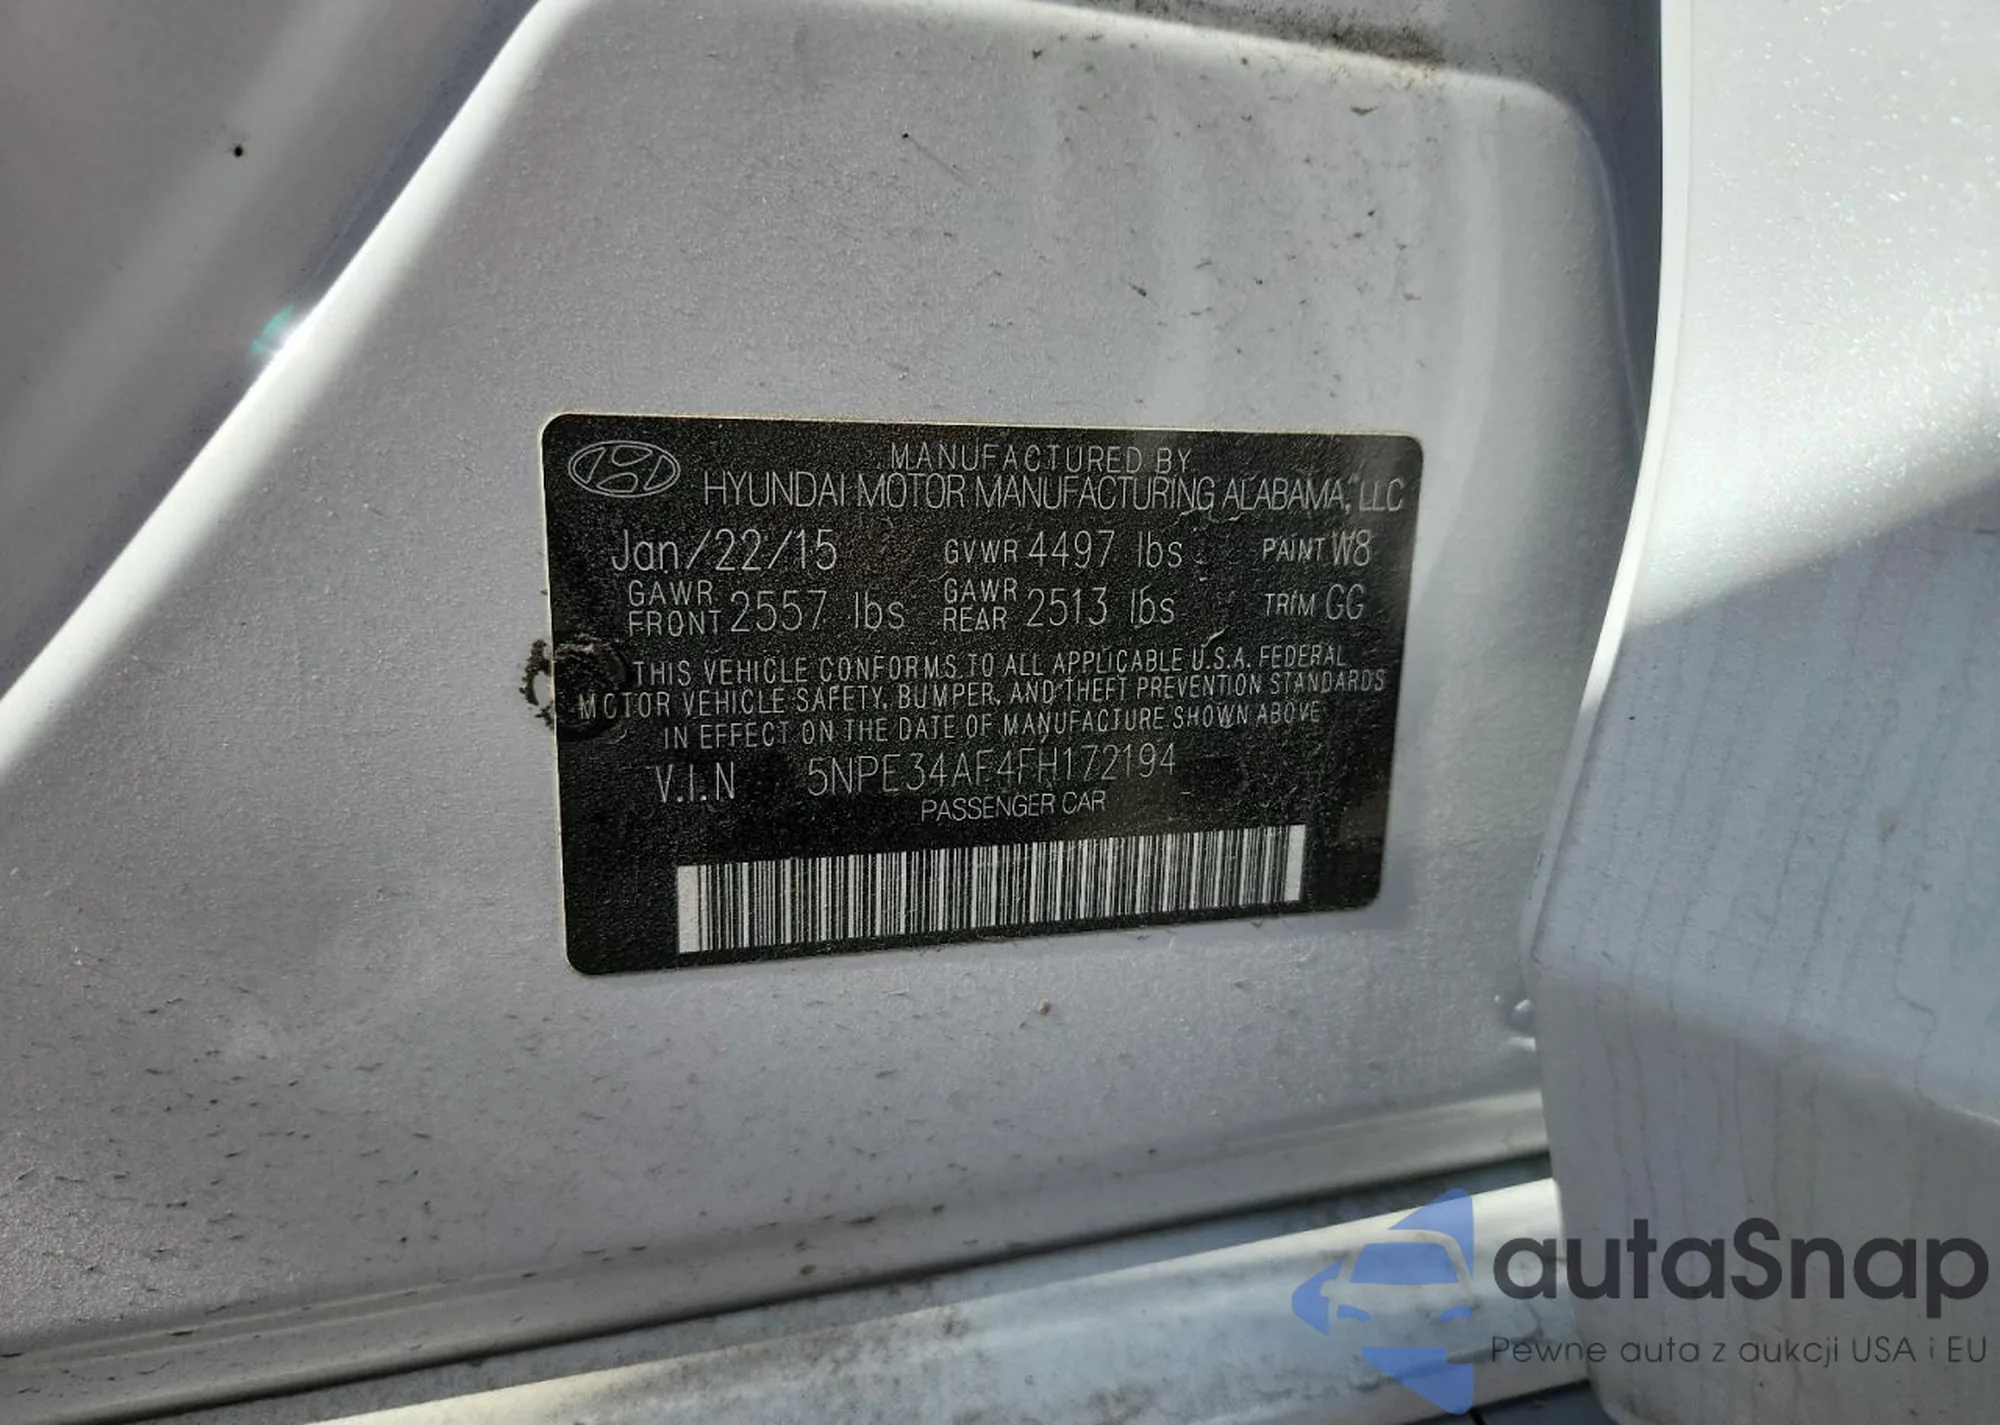 MANUFACTURED BY
HYUNDAI MOTOR MANUFACTURING ALABAMA, LLC
Jan/22/15 GVWR 4497 lbs PAINT W8
GAWR FRONT 2557 lbs GAWR REAR 2513 lbs TRIM GG
THIS VEHICLE CONFORMS TO ALL APPLICABLE U.S.A. FEDERAL
MOTOR VEHICLE SAFETY, BUMPER, AND THEFT PREVENTION STANDARDS
IN EFFECT ON THE DATE OF MANUFACTURE SHOWN ABOVE
V.I.N 5NPE34AF4FH172194
PASSENGER CAR
autaSnap
Pewne auta z aukcji USA i EU